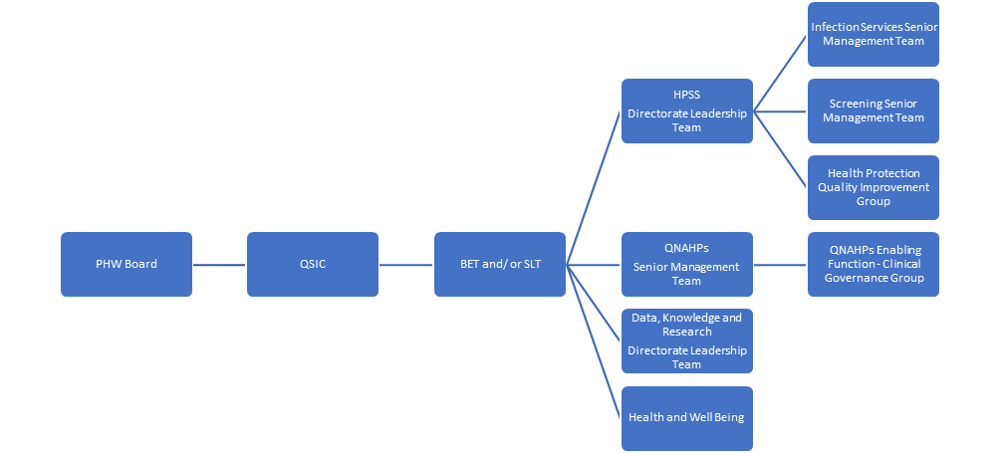 PHW Board
QSIC
BET and/ or SLT
HPSS
Directorate Leadership
Team
Infection Services Senior
Management Team
Screening Senior
Management Team
Health Protection
Quality Improvement
Group
QNAHPs
Senior Management
Team
QNAHPs Enabling
Function - Clinical
Governance Group
Data, Knowledge and
Research
Directorate Leadership
Team
Health and Well Being